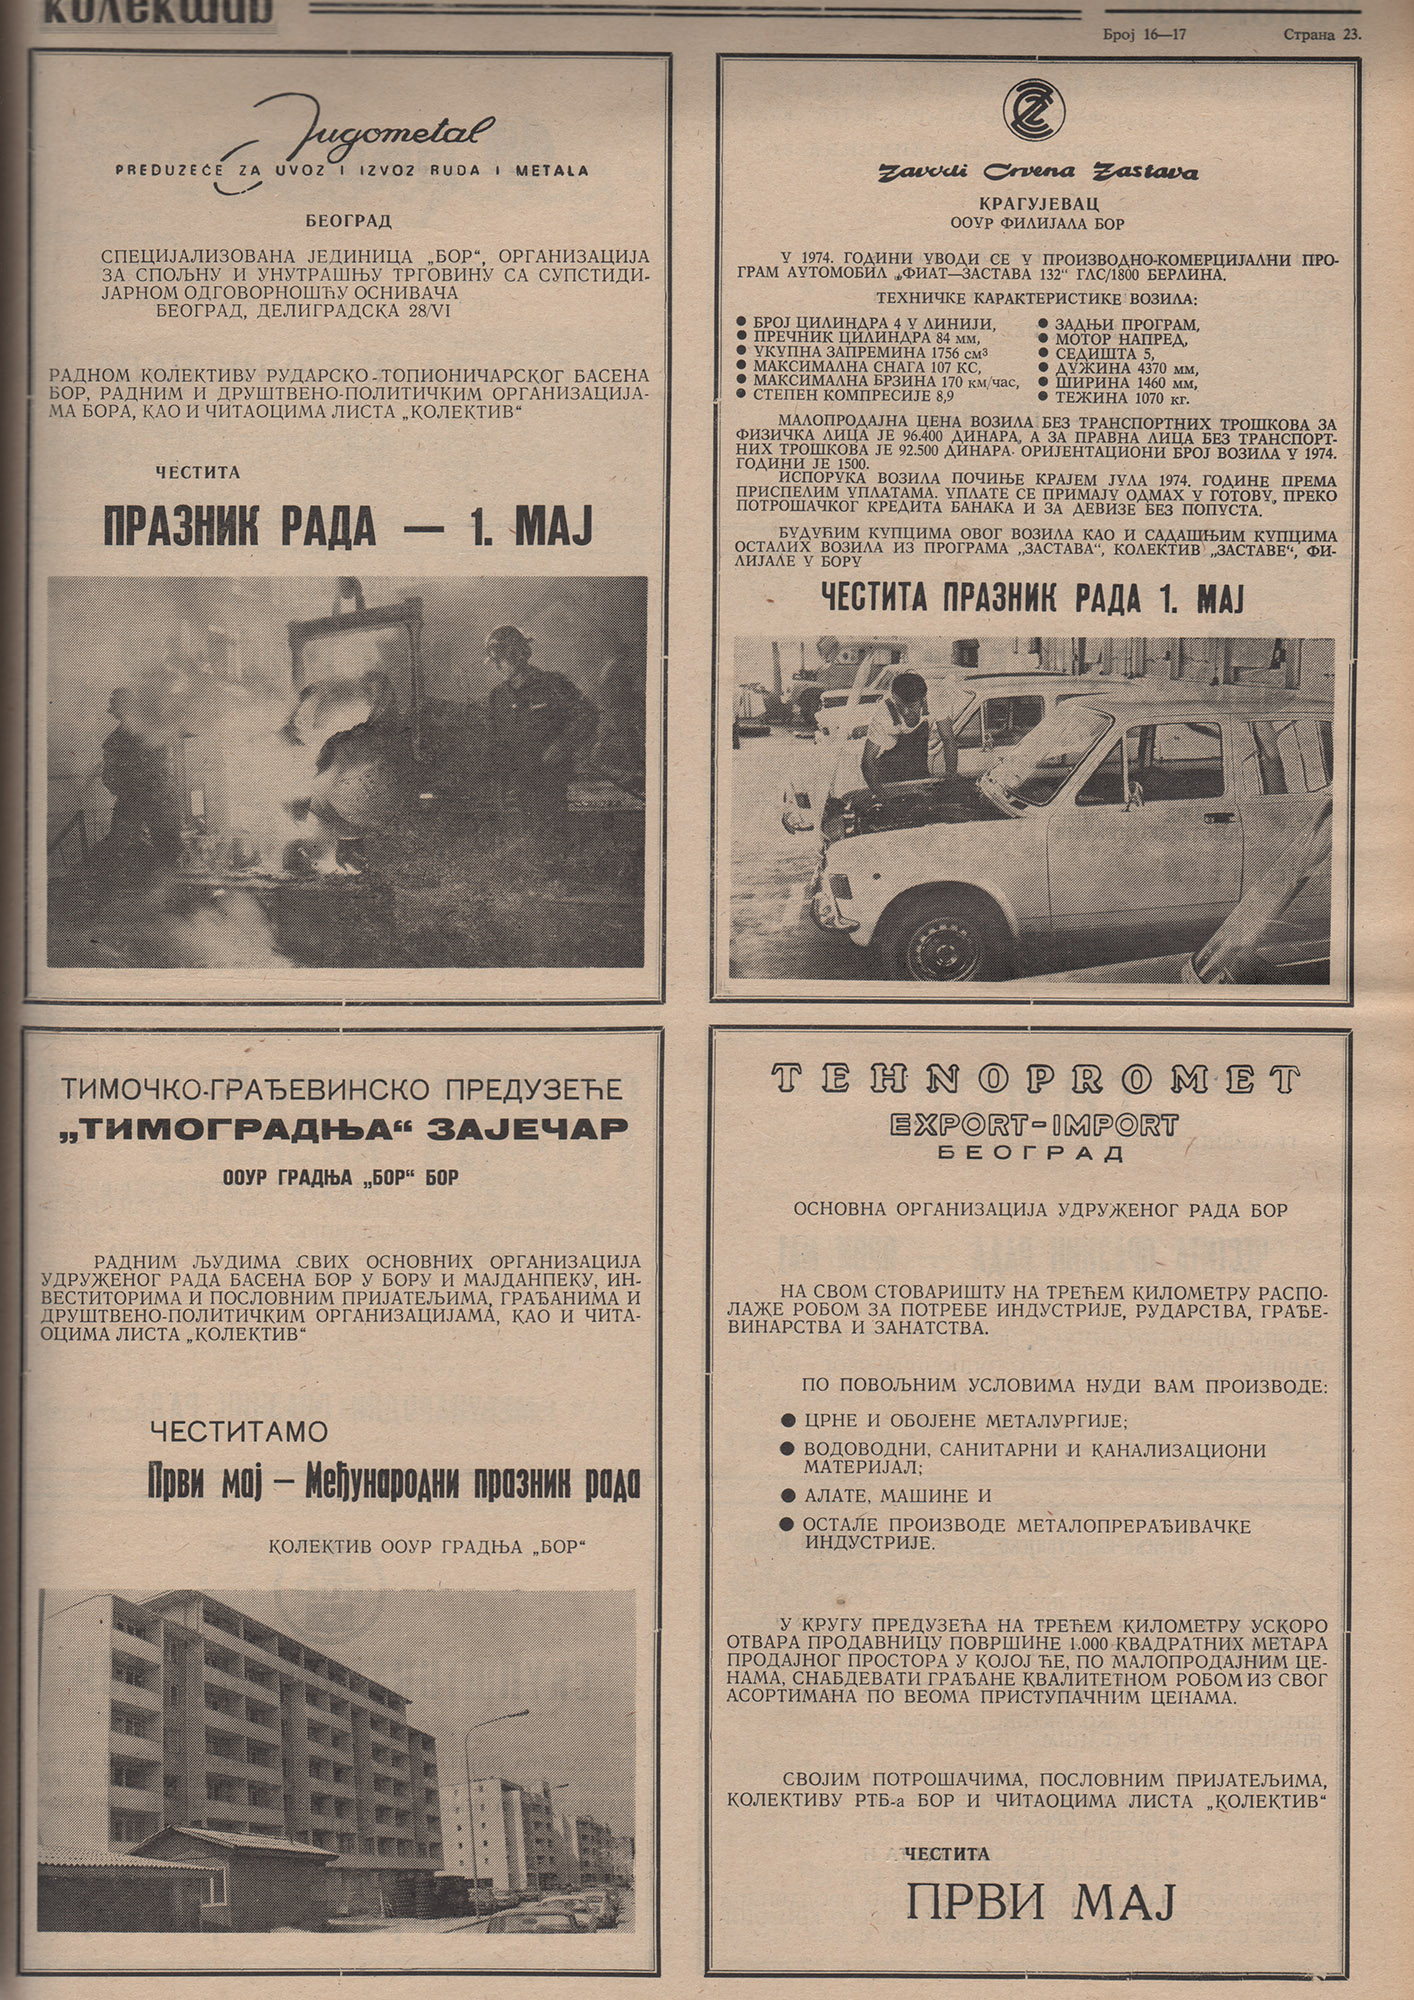 колектив
Број 16—17
Страна 23.
Jugometal
PREDUZEĆE ZA UVOZ I IZVOZ RUDA I METALA
БЕОГРАД
СПЕЦИЈАЛИЗОВАНА ЈЕДИНИЦА „БОР“, ОРГАНИЗАЦИЈА
ЗА СПОЉНУ И УНУТРАШЊУ ТРГОВИНУ СА СУПСТИДИ-
ЈАРНОМ ОДГОВОРНОШЋУ ОСНИВАЧА
БЕОГРАД, ДЕЛИГРАДСКА 28/VI
РАДНОМ КОЛЕКТИВУ РУДАРСКО-ТОПИОНИЧАРСКОГ БАСЕНА
БОР, РАДНИМ И ДРУШТВЕНО-ПОЛИТИЧКИМ ОРГАНИЗАЦИЈА-
МА БОРА, КАО И ЧИТАОЦИМА ЛИСТА „КОЛЕКТИВ“
ЧЕСТИТА
ПРАЗНИК РАДА — 1. МАЈ
Zavodi Crvena Zastava
КРАГУЈЕВАЦ
ООУР ФИЛИЈАЛА БОР
У 1974. ГОДИНИ УВОДИ СЕ У ПРОИЗВОДНО-КОМЕРЦИЈАЛНИ ПРО-
ГРАМ АУТОМОБИЛ „ФИАТ—ЗАСТАВА 132“ ГЛС/1800 БЕРЛИНА.
ТЕХНИЧКЕ КАРАКТЕРИСТИКЕ ВОЗИЛА:
● БРОЈ ЦИЛИНДРА 4 У ЛИНИЈИ,
● ПРЕЧНИК ЦИЛИНДРА 84 мм,
● УКУПНА ЗАПРЕМИНА 1756 см³
● МАКСИМАЛНА СНАГА 107 КС,
● МАКСИМАЛНА БРЗИНА 170 км/час,
● СТЕПЕН КОМПРЕСИЈЕ 8,9
● ЗАДЊИ ПРОГРАМ,
● МОТОР НАПРЕД,
● СЕДИШТА 5,
● ДУЖИНА 4370 мм,
● ШИРИНА 1460 мм,
● ТЕЖИНА 1070 кг.
МАЛОПРОДАЈНА ЦЕНА ВОЗИЛА БЕЗ ТРАНСПОРТНИХ ТРОШКОВА ЗА
ФИЗИЧКА ЛИЦА ЈЕ 96.400 ДИНАРА, А ЗА ПРАВНА ЛИЦА БЕЗ ТРАНСПОРТ-
НИХ ТРОШКОВА ЈЕ 92.500 ДИНАРА. ОРИЈЕНТАЦИОНИ БРОЈ ВОЗИЛА У 1974.
ГОДИНИ ЈЕ 1500.
ИСПОРУКА ВОЗИЛА ПОЧИЊЕ КРАЈЕМ ЈУЛА 1974. ГОДИНЕ ПРЕМА
ПРИСПЕЛИМ УПЛАТАМА. УПЛАТЕ СЕ ПРИМАЈУ ОДМАХ У ГОТОВУ, ПРЕКО
ПОТРОШАЧКОГ КРЕДИТА БАНАКА И ЗА ДЕВИЗЕ БЕЗ ПОПУСТА.
БУДУЋИМ КУПЦИМА ОВОГ ВОЗИЛА КАО И САДАШЊИМ КУПЦИМА
ОСТАЛИХ ВОЗИЛА ИЗ ПРОГРАМА „ЗАСТАВА“, КОЛЕКТИВ „ЗАСТАВЕ“, ФИ-
ЛИЈАЛЕ У БОРУ
ЧЕСТИТА ПРАЗНИК РАДА 1. МАЈ
ТИМОЧКО-ГРАЂЕВИНСКО ПРЕДУЗЕЋЕ
„ТИМОГРАДЊА“ ЗАЈЕЧАР
ООУР ГРАДЊА „БОР“ БОР
РАДНИМ ЉУДИМА СВИХ ОСНОВНИХ ОРГАНИЗАЦИЈА
УДРУЖЕНОГ РАДА БАСЕНА БОР У БОРУ И МАЈДАНПЕКУ, ИН-
ВЕСТИТОРИМА И ПОСЛОВНИМ ПРИЈАТЕЉИМА, ГРАЂАНИМА И
ДРУШТВЕНО-ПОЛИТИЧКИМ ОРГАНИЗАЦИЈАМА, КАО И ЧИТА-
ОЦИМА ЛИСТА „КОЛЕКТИВ“
ЧЕСТИТАМО
Први мај — Међународни празник рада
КОЛЕКТИВ ООУР ГРАДЊА „БОР“
TEHNOPROMET
EXPORT-IMPORT
БЕОГРАД
ОСНОВНА ОРГАНИЗАЦИЈА УДРУЖЕНОГ РАДА БОР
НА СВОМ СТОВАРИШТУ НА ТРЕЋЕМ КИЛОМЕТРУ РАСПО-
ЛАЖЕ РОБОМ ЗА ПОТРЕБЕ ИНДУСТРИЈЕ, РУДАРСТВА, ГРАЂЕ-
ВИНАРСТВА И ЗАНАТСТВА.
ПО ПОВОЉНИМ УСЛОВИМА НУДИ ВАМ ПРОИЗВОДЕ:
● ЦРНЕ И ОБОЈЕНЕ МЕТАЛУРГИЈЕ;
● ВОДОВОДНИ, САНИТАРНИ И КАНАЛИЗАЦИОНИ
МАТЕРИЈАЛ;
● АЛАТЕ, МАШИНЕ И
● ОСТАЛЕ ПРОИЗВОДЕ МЕТАЛОПРЕРАЂИВАЧКЕ
ИНДУСТРИЈЕ.
У КРУГУ ПРЕДУЗЕЋА НА ТРЕЋЕМ КИЛОМЕТРУ УСКОРО
ОТВАРА ПРОДАВНИЦУ ПОВРШИНЕ 1.000 КВАДРАТНИХ МЕТАРА
ПРОДАЈНОГ ПРОСТОРА У КОЈОЈ ЋЕ, ПО МАЛОПРОДАЈНИМ ЦЕ-
НАМА, СНАБДЕВАТИ ГРАЂАНЕ КВАЛИТЕТНОМ РОБОМ ИЗ СВОГ
АСОРТИМАНА ПО ВЕОМА ПРИСТУПАЧНИМ ЦЕНАМА.
СВОЈИМ ПОТРОШАЧИМА, ПОСЛОВНИМ ПРИЈАТЕЉИМА,
КОЛЕКТИВУ РТБ-а БОР И ЧИТАОЦИМА ЛИСТА „КОЛЕКТИВ“
ЧЕСТИТА
ПРВИ МАЈ